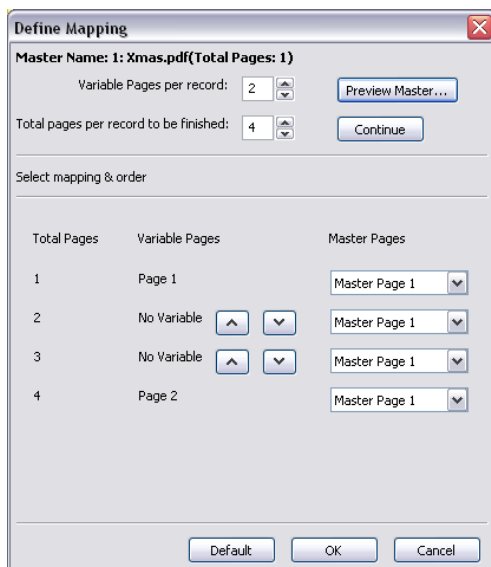 Define Mapping
Master Name: 1: Xmas.pdf(Total Pages: 1)
Variable Pages per record: 2 Preview Master...
Total pages per record to be finished: 4 Continue
Select mapping & order
Total Pages Variable Pages Master Pages
1 Page 1 Master Page 1
2 No Variable Master Page 1
3 No Variable Master Page 1
4 Page 2 Master Page 1
Default OK Cancel